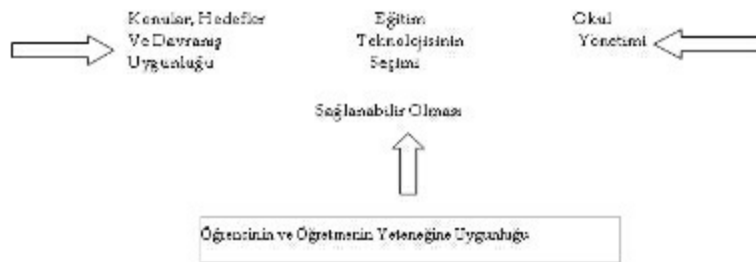 Konular, Hedefler
Ve Davranış
Uygunluğu
Eğitim
Teknolojisinin
Seçimi
Okul
Yönetimi
Sağlanabilir Olması
Öğrencinin ve Öğretmenin Yeteneğine Uygunluğu